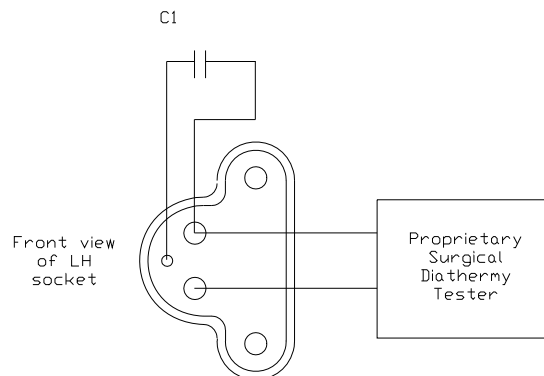 C1
Front view
of LH
socket
Proprietary
Surgical
Diathermy
Tester